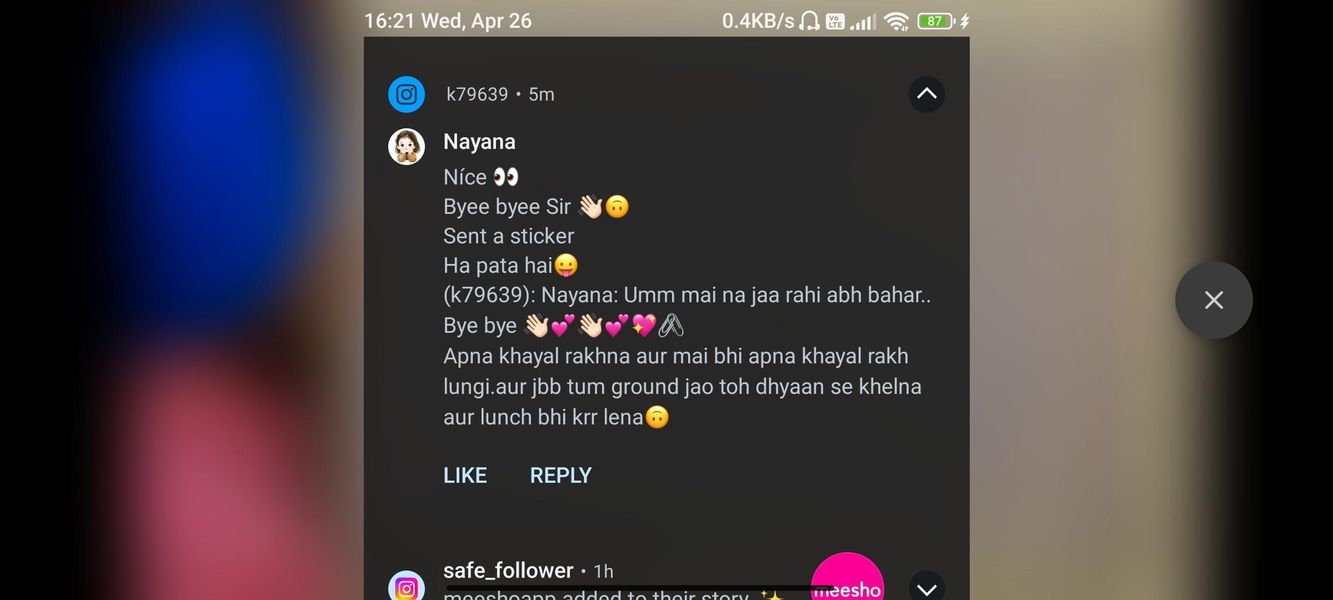 16:21 Wed, Apr 26 0.4KB/s Vo LTE 87
k79639 • 5m
Nayana
Níce 👀
Byee byee Sir 👋🏻🙃
Sent a sticker
Ha pata hai😛
(k79639): Nayana: Umm mai na jaa rahi abh bahar..
Bye bye 👋🏻💕👋🏻💕💖🖇️
Apna khayal rakhna aur mai bhi apna khayal rakh
lungi.aur jbb tum ground jao toh dhyaan se khelna
aur lunch bhi krr lena🙃
LIKE REPLY
safe_follower • 1h
meeshoapp added to their story ✨
meesho